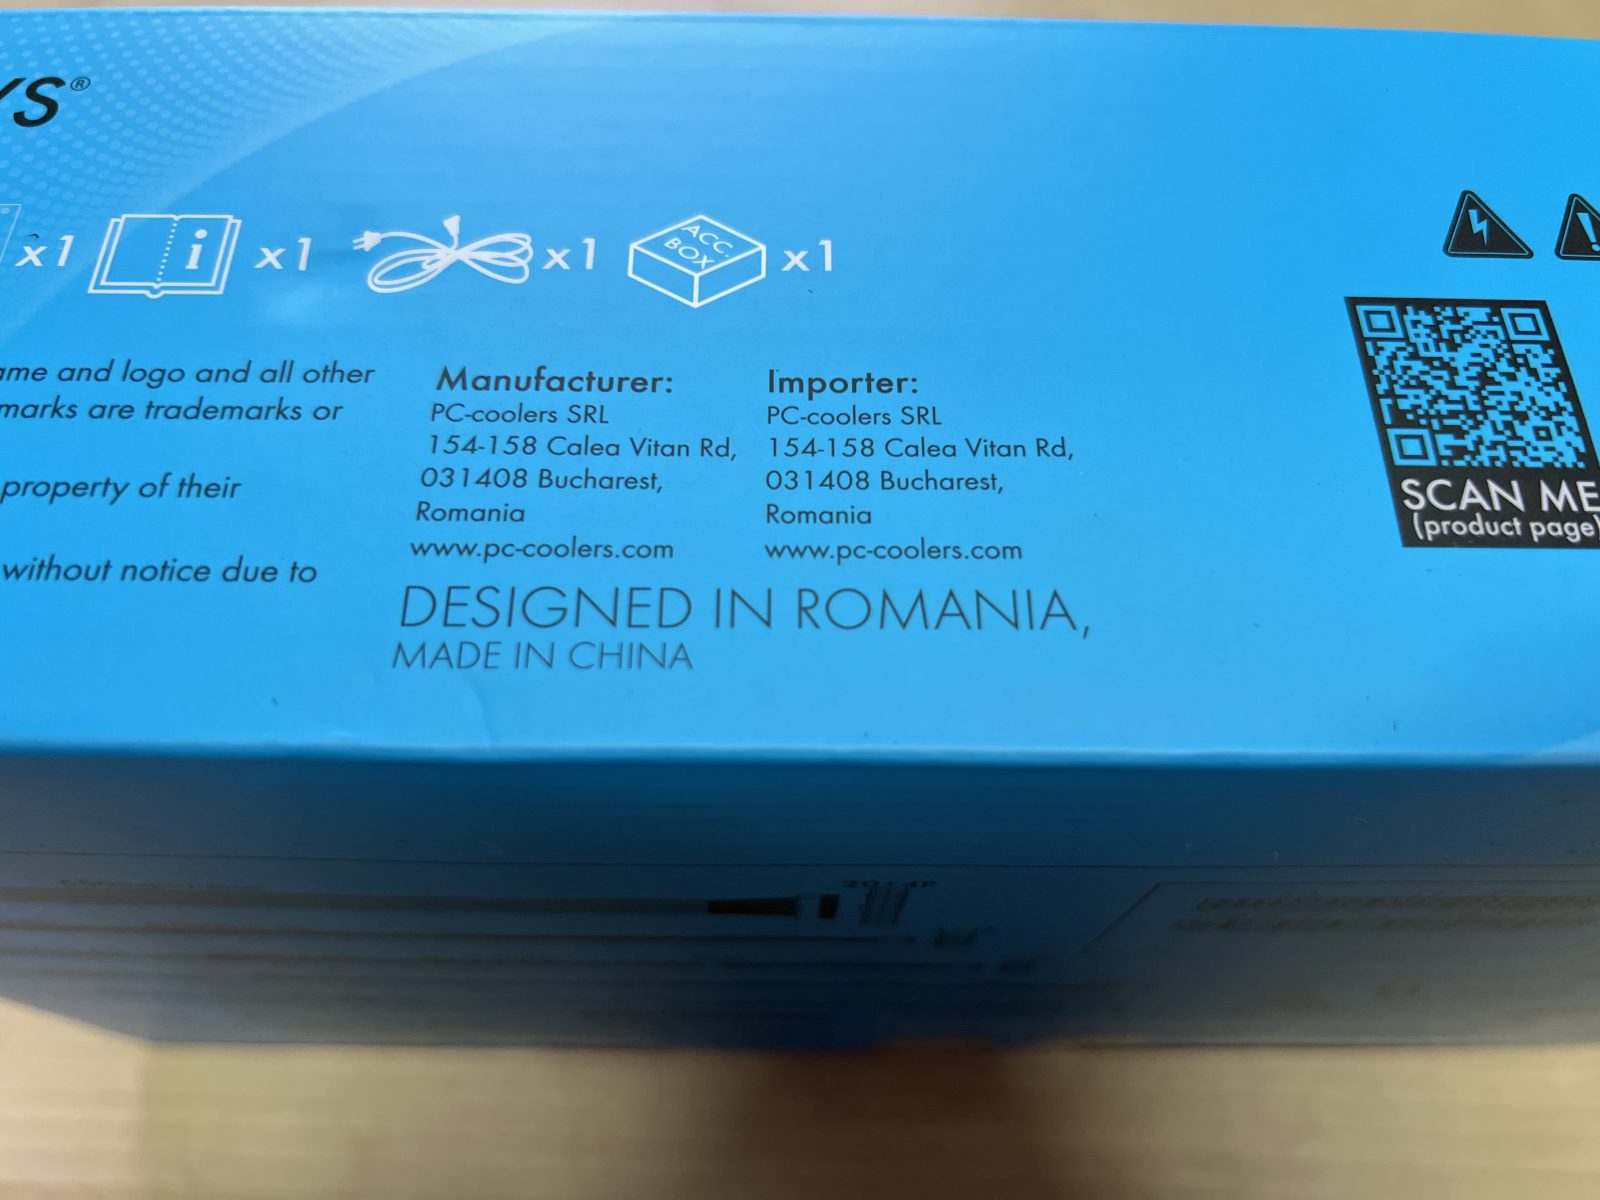 YS®
x1 x1 x1 ACC. BOX x1
ame and logo and all other
marks are trademarks or
property of their
without notice due to
Manufacturer:
PC-coolers SRL
154-158 Calea Vitan Rd,
031408 Bucharest,
Romania
www.pc-coolers.com
Importer:
PC-coolers SRL
154-158 Calea Vitan Rd,
031408 Bucharest,
Romania
www.pc-coolers.com
DESIGNED IN ROMANIA,
MADE IN CHINA
SCAN ME
(product page)